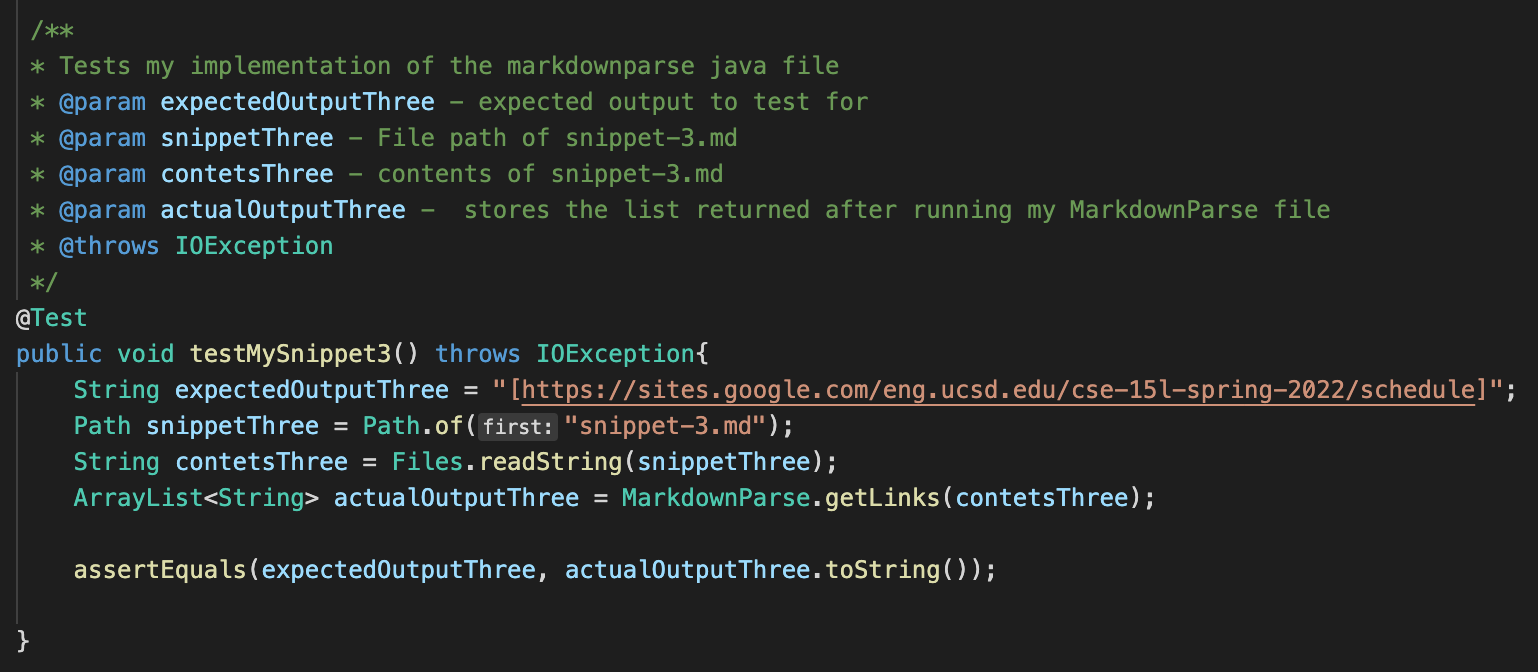 /**
* Tests my implementation of the markdownparse java file
* @param expectedOutputThree – expected output to test for
* @param snippetThree – File path of snippet-3.md
* @param contetsThree – contents of snippet-3.md
* @param actualOutputThree –  stores the list returned after running my MarkdownParse file
* @throws IOException
*/
@Test
public void testMySnippet3() throws IOException{
String expectedOutputThree = "[https://sites.google.com/eng.ucsd.edu/cse-15l-spring-2022/schedule]";
Path snippetThree = Path.of(first: "snippet-3.md");
String contetsThree = Files.readString(snippetThree);
ArrayList<String> actualOutputThree = MarkdownParse.getLinks(contetsThree);
assertEquals(expectedOutputThree, actualOutputThree.toString());
}